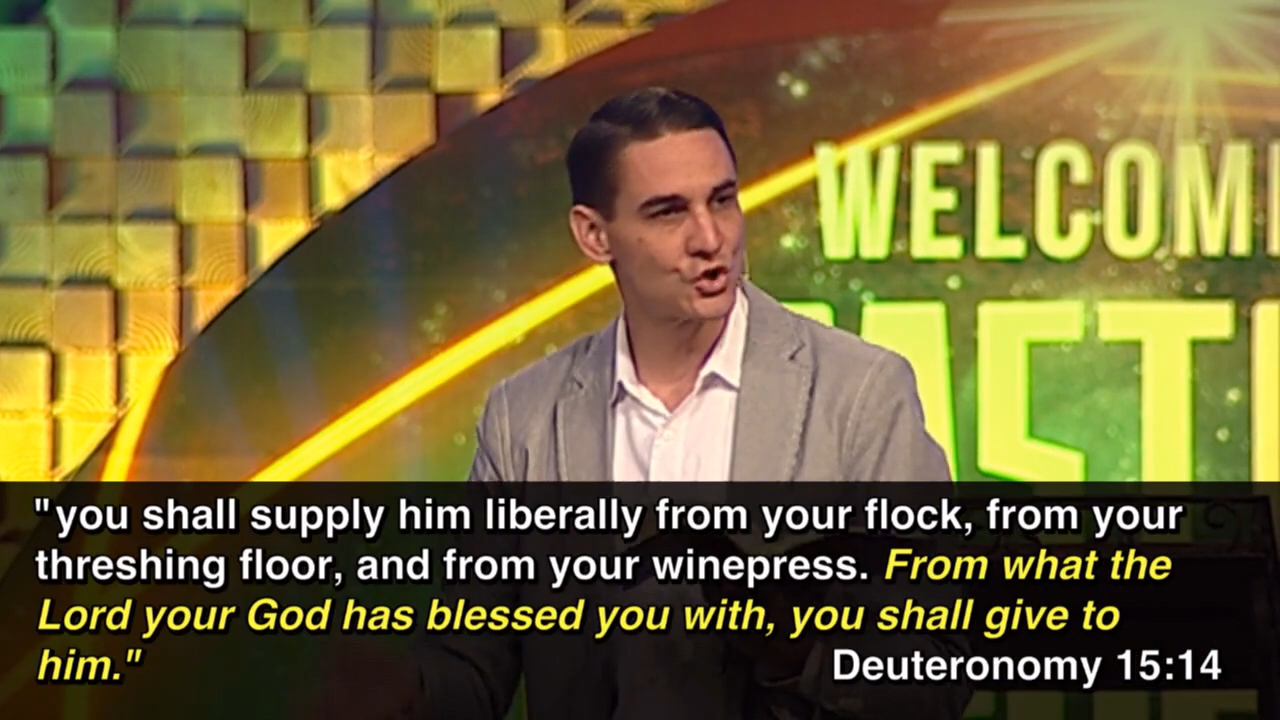 WELCOM
"you shall supply him liberally from your flock, from your
threshing floor, and from your winepress. From what the
Lord your God has blessed you with, you shall give to
him."
Deuteronomy 15:14